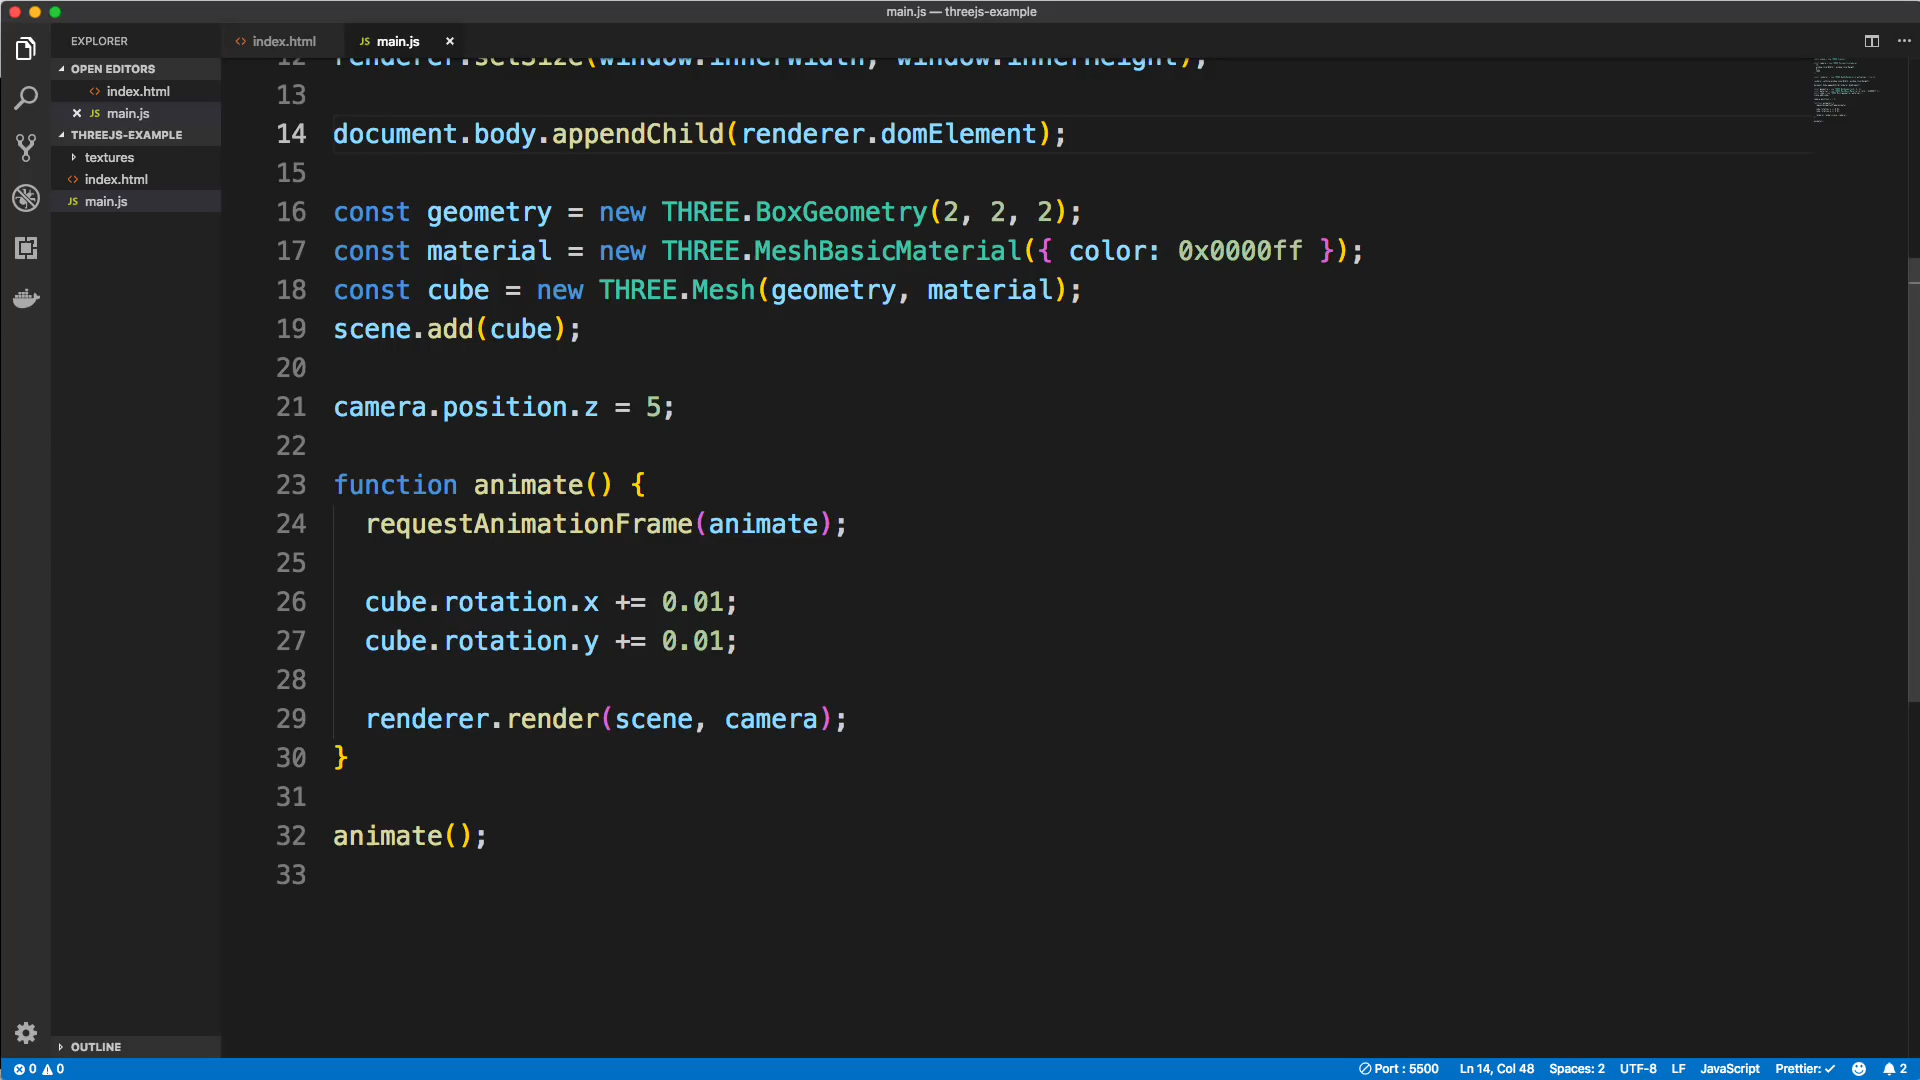 main.js — threejs-example
EXPLORER
OPEN EDITORS
index.html
JS main.js
THREEJS-EXAMPLE
textures
index.html
JS main.js
OUTLINE
index.html
JS main.js
12 renderer.setSize(window.innerWidth, window.innerHeight);
13
14 document.body.appendChild(renderer.domElement);
15
16 const geometry = new THREE.BoxGeometry(2, 2, 2);
17 const material = new THREE.MeshBasicMaterial({ color: 0x0000ff });
18 const cube = new THREE.Mesh(geometry, material);
19 scene.add(cube);
20
21 camera.position.z = 5;
22
23 function animate() {
24 requestAnimationFrame(animate);
25
26 cube.rotation.x += 0.01;
27 cube.rotation.y += 0.01;
28
29 renderer.render(scene, camera);
30 }
31
32 animate();
33
0 0 Port : 5500 Ln 14, Col 48 Spaces: 2 UTF-8 LF JavaScript Prettier: ✓ 2